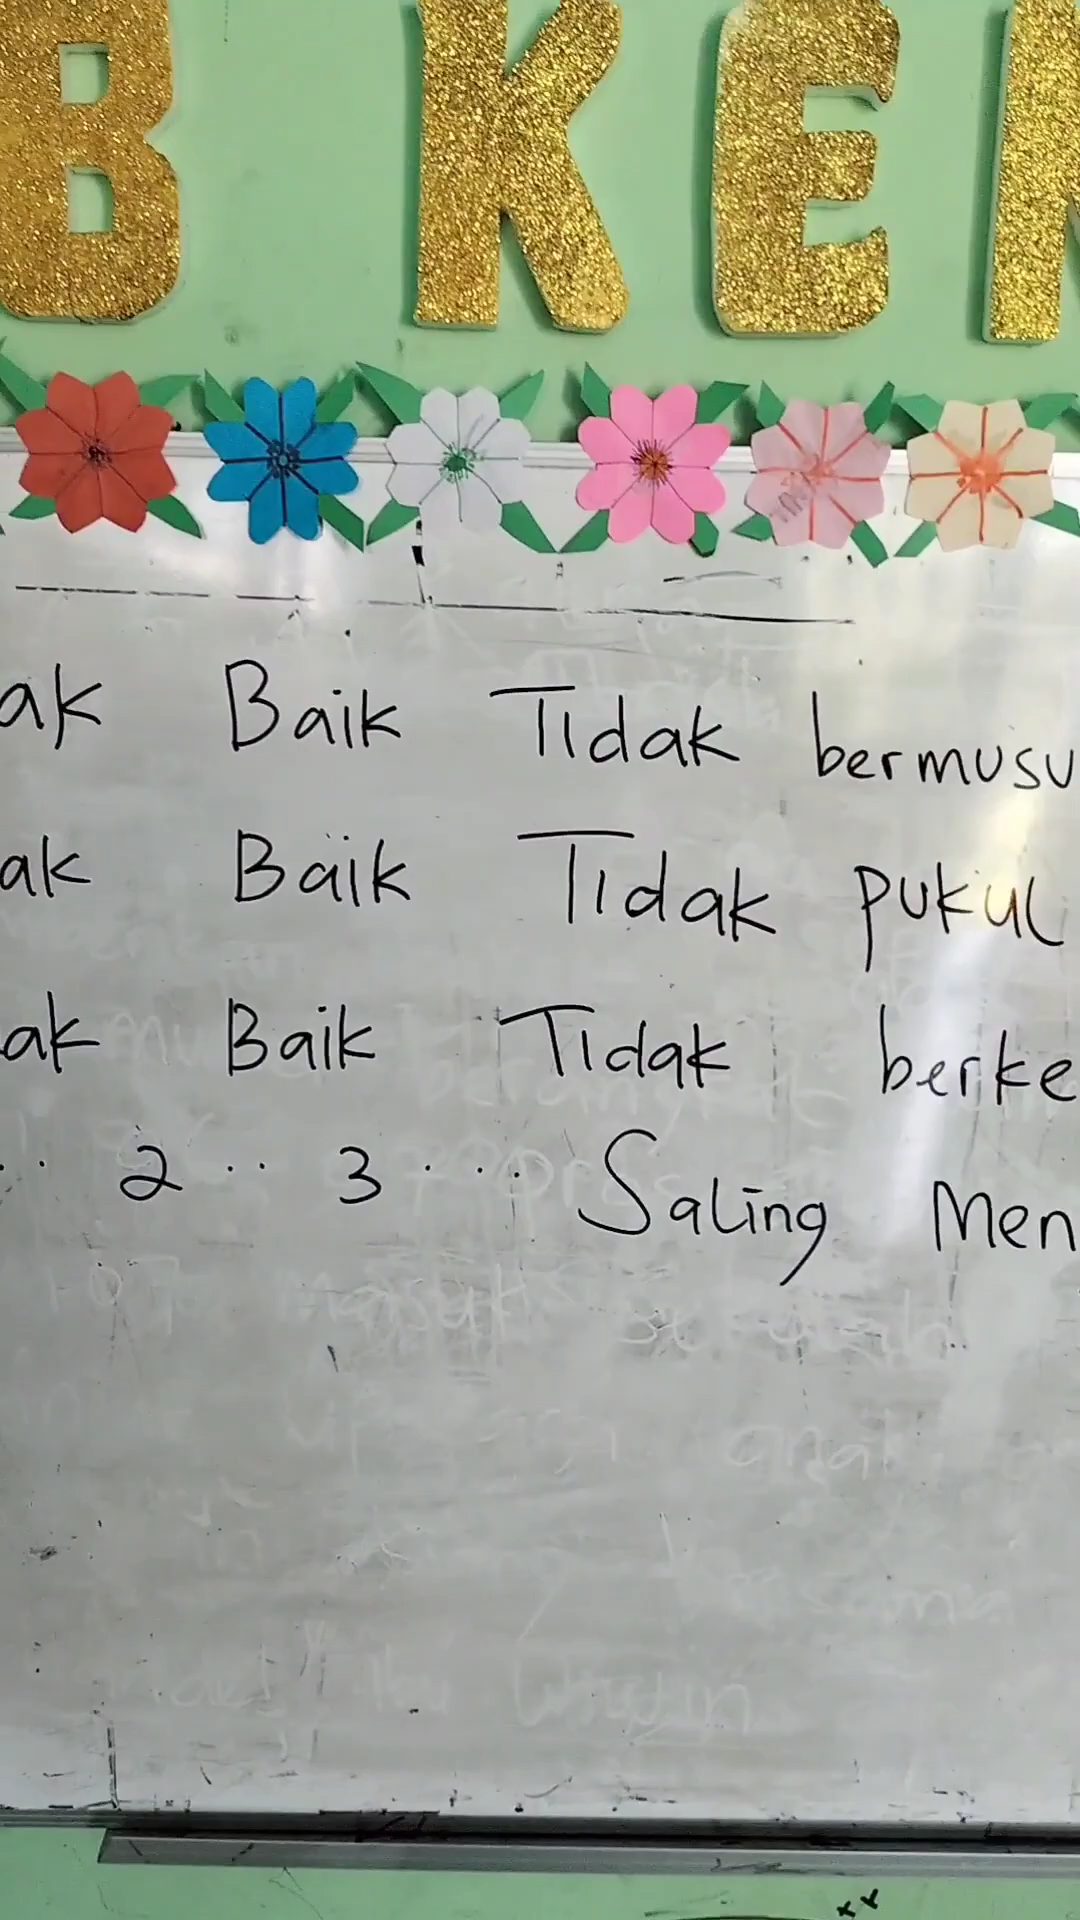 B KE
ak Baik Tidak bermusu
ak Baik Tidak pukul
ak Baik Tidak berke
.. 2 .. 3 .... Saling Men